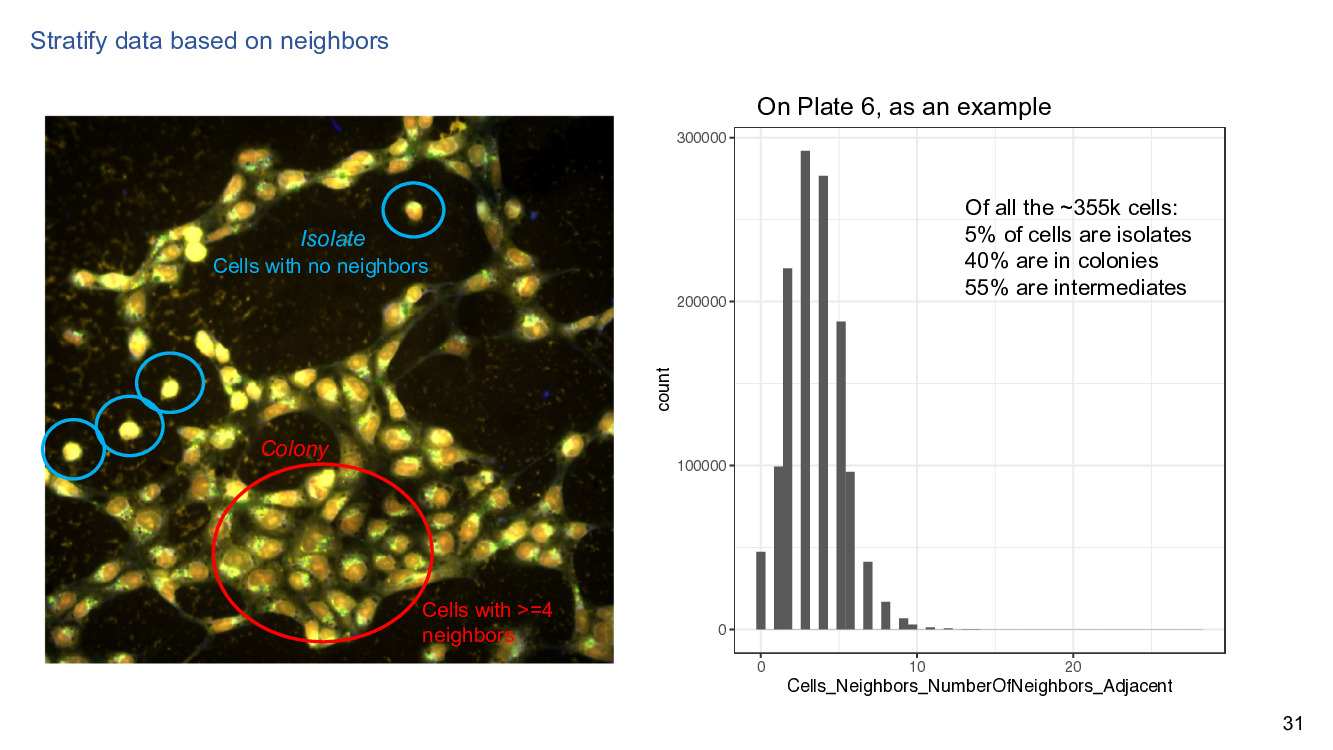 Stratify data based on neighbors
Isolate
Cells with no neighbors
Colony
Cells with >=4
neighbors
On Plate 6, as an example
300000
200000
100000
0
count
Of all the ~355k cells:
5% of cells are isolates
40% are in colonies
55% are intermediates
0 10 20
Cells_Neighbors_NumberOfNeighbors_Adjacent
31